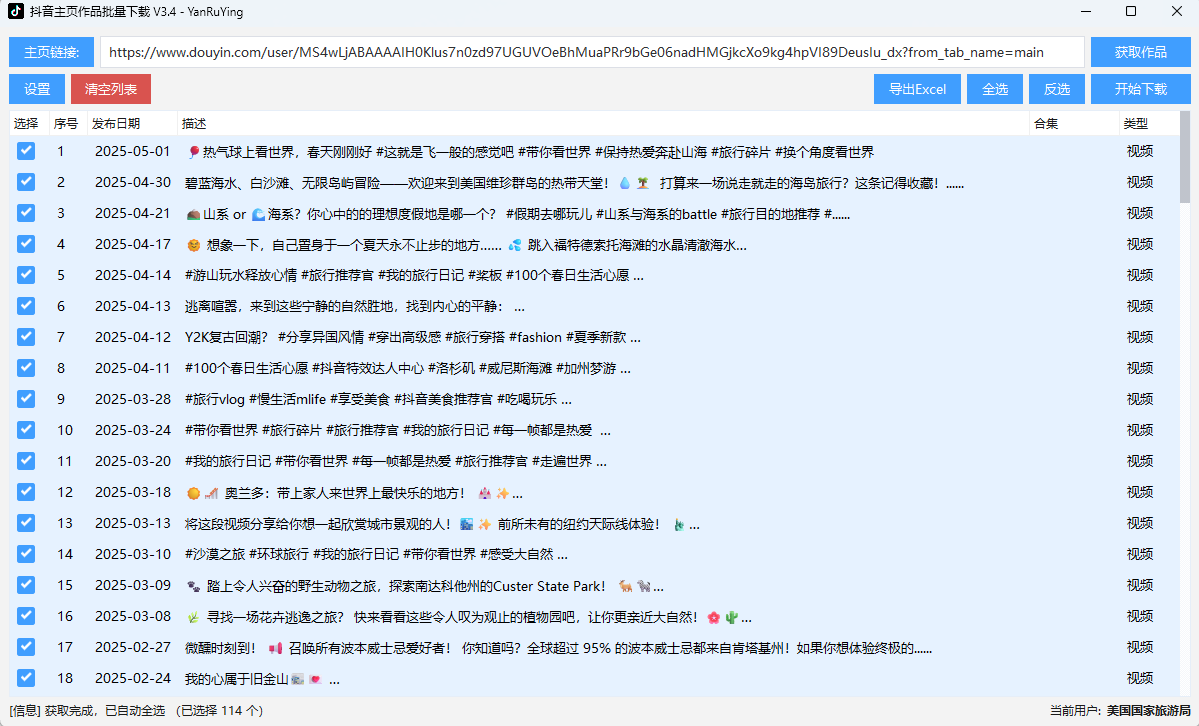 抖音主页作品批量下载 V3.4 - YanRuYing
主页链接: https://www.douyin.com/user/MS4wLjABAAAAIH0Klus7n0zd97UGUVOeBhMuaPRr9bGe06nadHMGjkcXo9kg4hpVI89DeusIu_dx?from_tab_name=main 获取作品
设置 清空列表 导出Excel 全选 反选 开始下载
选择 序号 发布日期 描述 合集 类型
1 2025-05-01 🎈热气球上看世界，春天刚刚好 #这就是飞一般的感觉吧 #带你看世界 #保持热爱奔赴山海 #旅行碎片 #换个角度看世界 视频
2 2025-04-30 碧蓝海水、白沙滩、无限岛屿冒险——欢迎来到美国维珍群岛的热带天堂！💧🏝️ 打算来一场说走就走的海岛旅行？这条记得收藏！...... 视频
3 2025-04-21 ⛰️山系 or 🌊海系？你心中的的理想度假地是哪一个？ #假期去哪玩儿 #山系与海系的battle #旅行目的地推荐 #...... 视频
4 2025-04-17 🌞 想象一下，自己置身于一个夏天永不止步的地方...... 💦 跳入福特德索托海滩的水晶清澈海水... 视频
5 2025-04-14 #游山玩水释放心情 #旅行推荐官 #我的旅行日记 #桨板 #100个春日生活心愿 ... 视频
6 2025-04-13 逃离喧嚣，来到这些宁静的自然胜地，找到内心的平静： ... 视频
7 2025-04-12 Y2K复古回潮？ #分享异国风情 #穿出高级感 #旅行穿搭 #fashion #夏季新款 ... 视频
8 2025-04-11 #100个春日生活心愿 #抖音特效达人中心 #洛杉矶 #威尼斯海滩 #加州梦游 ... 视频
9 2025-03-28 #旅行vlog #慢生活mlife #享受美食 #抖音美食推荐官 #吃喝玩乐 ... 视频
10 2025-03-24 #带你看世界 #旅行碎片 #旅行推荐官 #我的旅行日记 #每一帧都是热爱 ... 视频
11 2025-03-20 #我的旅行日记 #带你看世界 #每一帧都是热爱 #旅行推荐官 #走遍世界 ... 视频
12 2025-03-18 🌞🎢 奥兰多：带上家人来世界上最快乐的地方！ 🏰✨... 视频
13 2025-03-13 将这段视频分享给你想一起欣赏城市景观的人！🌃✨ 前所未有的纽约天际线体验！ 🗽... 视频
14 2025-03-10 #沙漠之旅 #环球旅行 #我的旅行日记 #带你看世界 #感受大自然 ... 视频
15 2025-03-09 🐾 踏上令人兴奋的野生动物之旅，探索南达科他州的Custer State Park！ 🐐🦓... 视频
16 2025-03-08 🌿 寻找一场花卉逃逸之旅？ 快来看看这些令人叹为观止的植物园吧，让你更亲近大自然！🌺🌵... 视频
17 2025-02-27 微醺时刻到！ 📢 召唤所有波本威士忌爱好者！ 你知道吗？全球超过 95% 的波本威士忌都来自肯塔基州！如果你想体验终极的...... 视频
18 2025-02-24 我的心属于旧金山🌁💌 ... 视频
[信息] 获取完成，已自动全选 （已选择 114 个） 当前用户: 美国国家旅游局